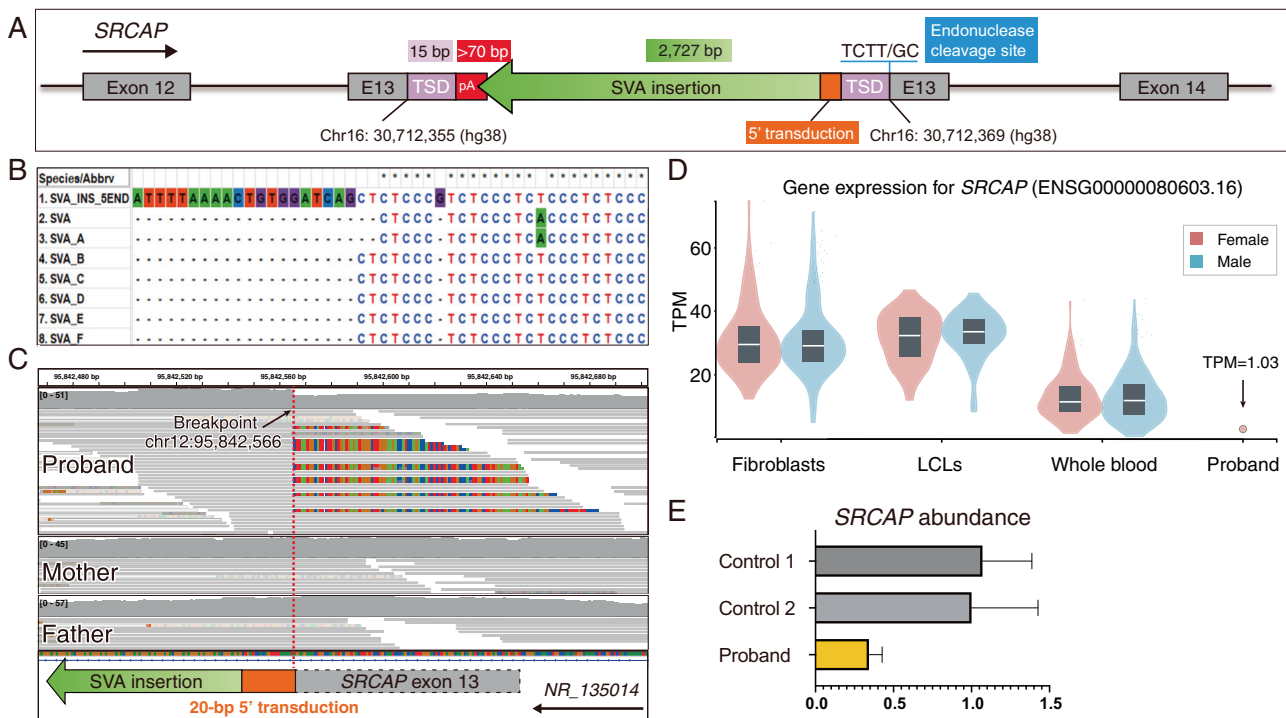 A
SRCAP
15 bp
>70 bp
2,727 bp
TCTT/GC
Endonuclease
cleavage site
Exon 12
E13
TSD
pA
SVA insertion
TSD
E13
Exon 14
Chr16: 30,712,355 (hg38)
5' transduction
Chr16: 30,712,369 (hg38)
B
Species/Abbrv
* * * * * * * * * * * * * * * * * * * * * *
1. SVA_INS_5END ATTTTAAAACTGTGGATCAGCTCTCCCGTCTCCCTCTCCCTCTCCC
2. SVA - - - - - - - - - - - - - - - - - - - - - - CTCCC-TCTCCCTCACCCTCTCCC
3. SVA_A - - - - - - - - - - - - - - - - - - - - - - CTCCC-TCTCCCTCACCCTCTCCC
4. SVA_B - - - - - - - - - - - - - - - - - - - - CTCTCCC-TCTCCCTCTCCCTCTCCC
5. SVA_C - - - - - - - - - - - - - - - - - - - - CTCTCCC-TCTCCCTCTCCCTCTCCC
6. SVA_D - - - - - - - - - - - - - - - - - - - - CTCTCCC-TCTCCCTCTCCCTCTCCC
7. SVA_E - - - - - - - - - - - - - - - - - - - - CTCTCCC-TCTCCCTCTCCCTCTCCC
8. SVA_F - - - - - - - - - - - - - - - - - - - - CTCTCCC-TCTCCCTCTCCCTCTCCC
C
95,842,480 bp 95,842,520 bp 95,842,560 bp 95,842,600 bp 95,842,640 bp 95,842,680 bp
[0 - 51]
Breakpoint
chr12:95,842,566
Proband
[0 - 45]
Mother
[0 - 57]
Father
SVA insertion
SRCAP exon 13
20-bp 5' transduction
NR_135014
D
Gene expression for SRCAP (ENSG00000080603.16)
Female
Male
TPM
60
40
20
TPM=1.03
Fibroblasts
LCLs
Whole blood
Proband
E
SRCAP abundance
Control 1
Control 2
Proband
0.0 0.5 1.0 1.5